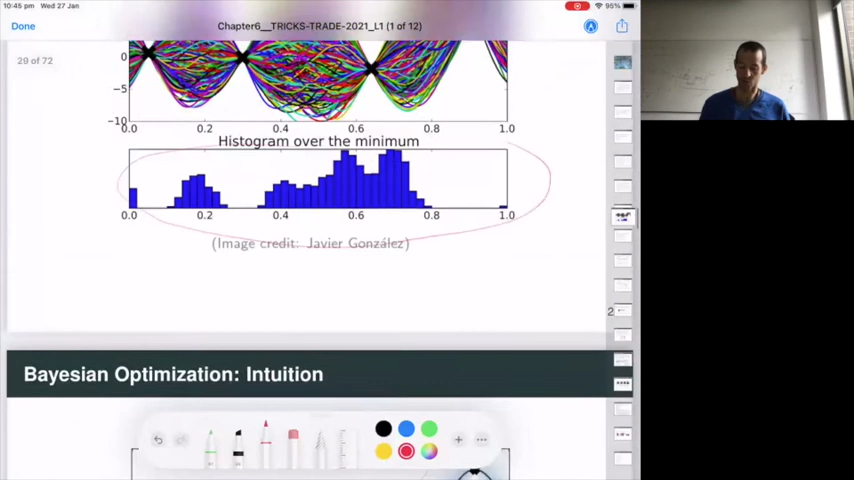 10:45 pm Wed 27 Jan
95%
Done
Chapter6__TRICKS-TRADE-2021_L1 (1 of 12)
29 of 72
0
−5
−10
0.0 0.2 0.4 0.6 0.8 1.0
Histogram over the minimum
0.0 0.2 0.4 0.6 0.8 1.0
(Image credit: Javier González)
2
Bayesian Optimization: Intuition